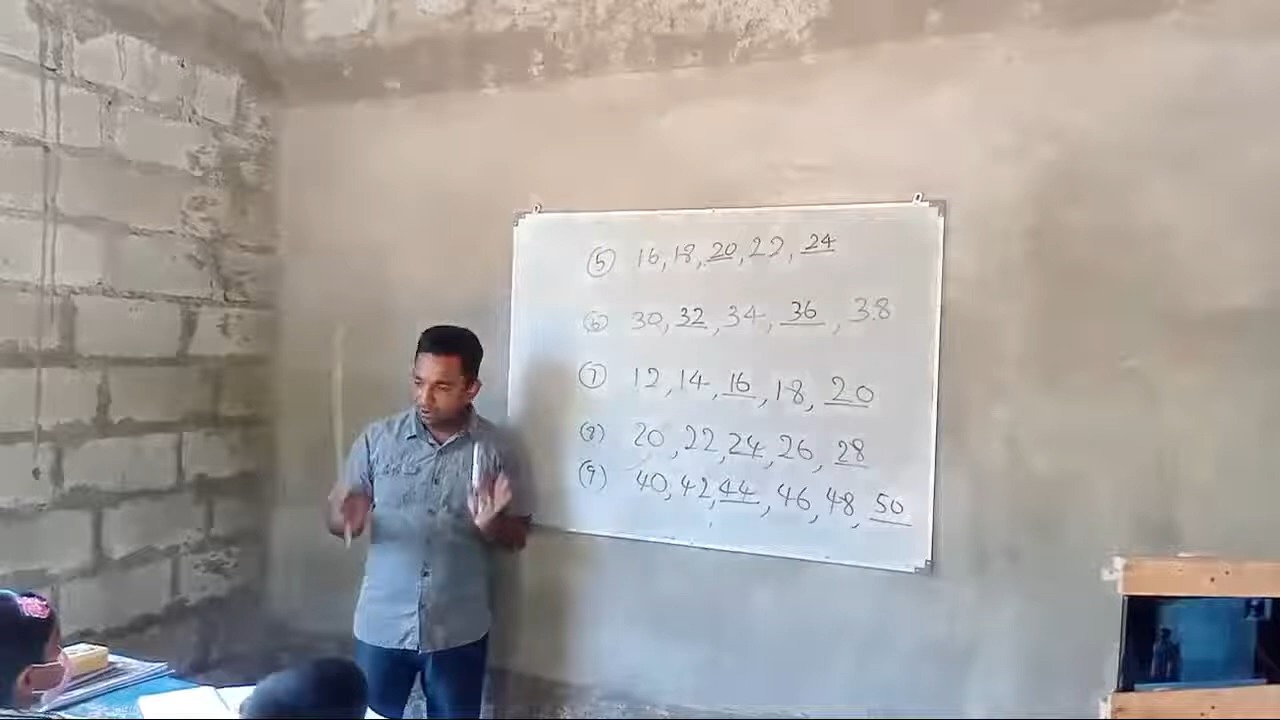 5 16, 18, 20, 22, 24
6 30, 32, 34, 36, 38
7 12, 14, 16, 18, 20
8 20, 22, 24, 26, 28
9 40, 42, 44, 46, 48, 50